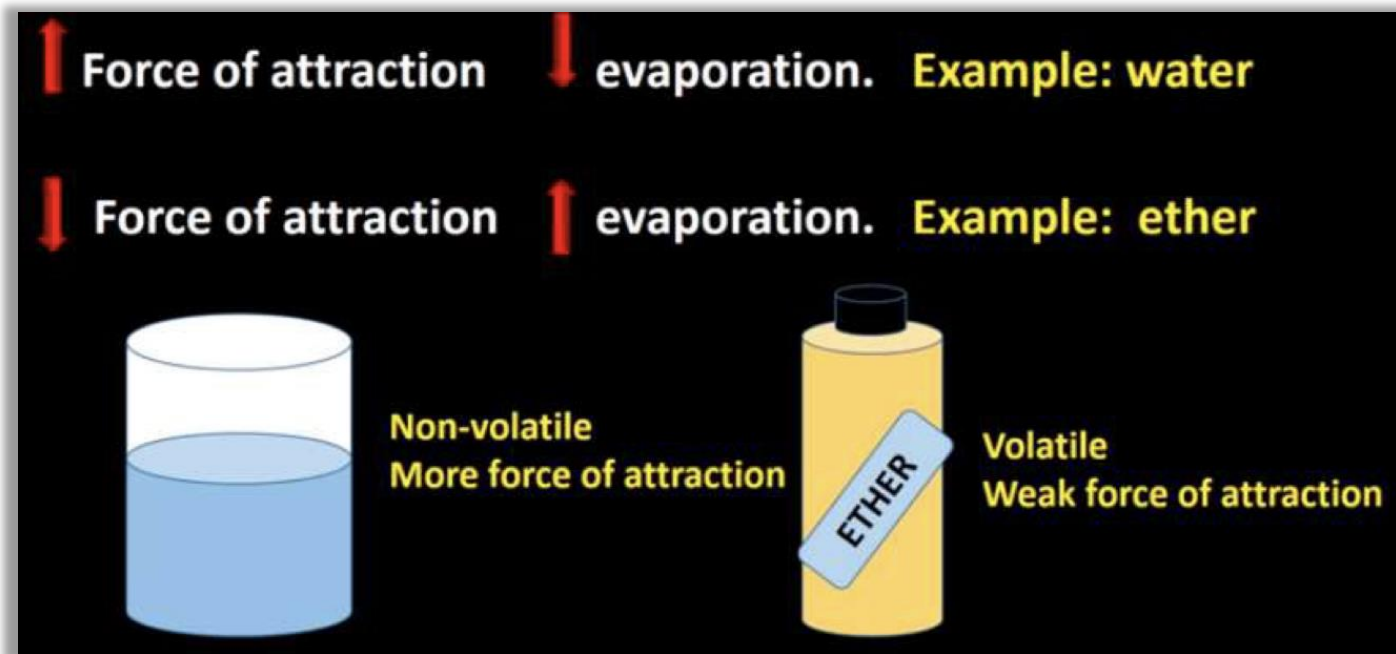 Force of attraction evaporation. Example: water
Force of attraction evaporation. Example: ether
Non-volatile
More force of attraction
ETHER
Volatile
Weak force of attraction